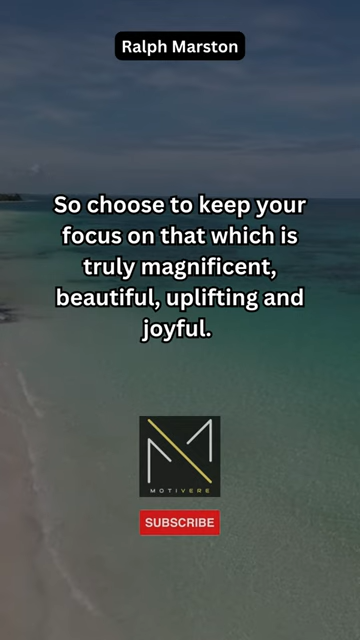 Ralph Marston
So choose to keep your
focus on that which is
truly magnificent,
beautiful, uplifting and
joyful.
MOTIVERE
SUBSCRIBE